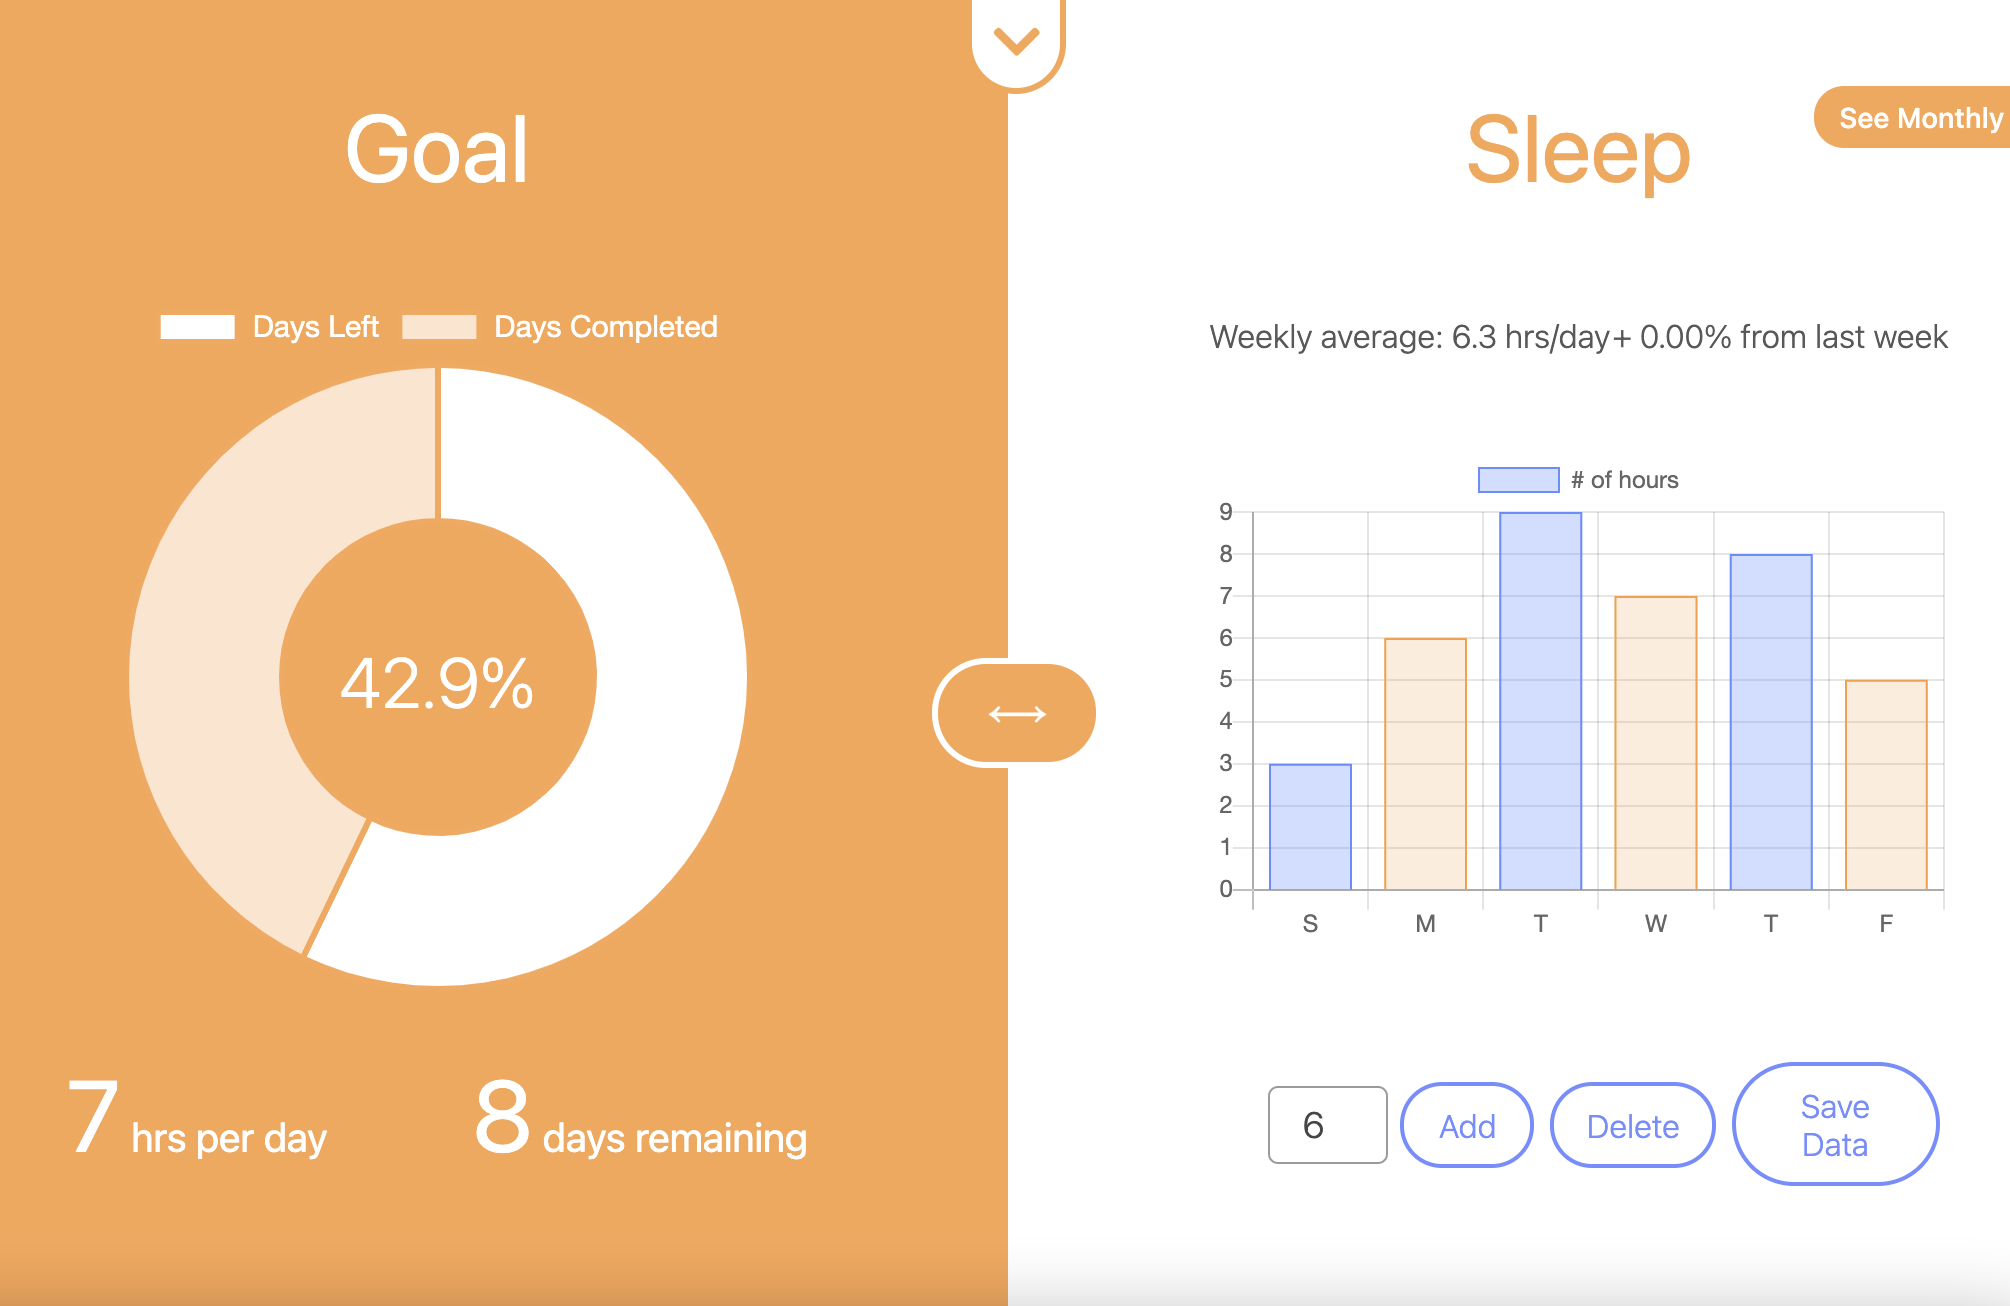 Goal
Days Left Days Completed
42.9%
7 hrs per day
8 days remaining
See Monthly
Sleep
Weekly average: 6.3 hrs/day+ 0.00% from last week
# of hours
9
8
7
6
5
4
3
2
1
0
S M T W T F
6 Add Delete Save
Data